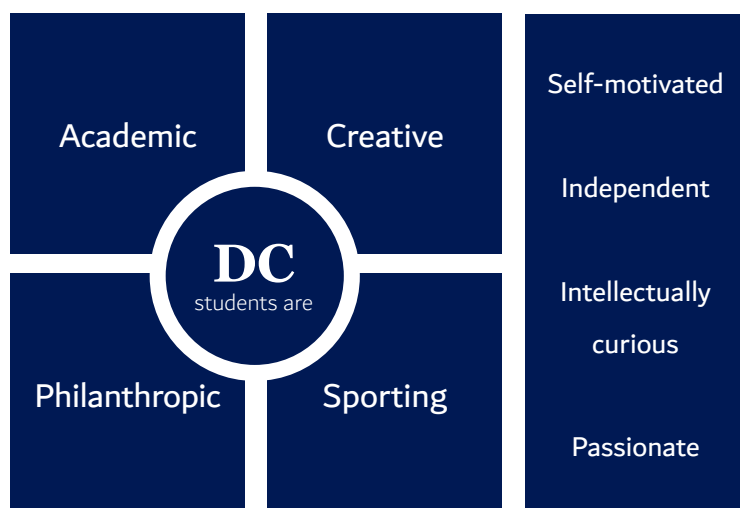 Academic
Creative
DC
students are
Philanthropic
Sporting
Self-motivated
Independent
Intellectually
curious
Passionate